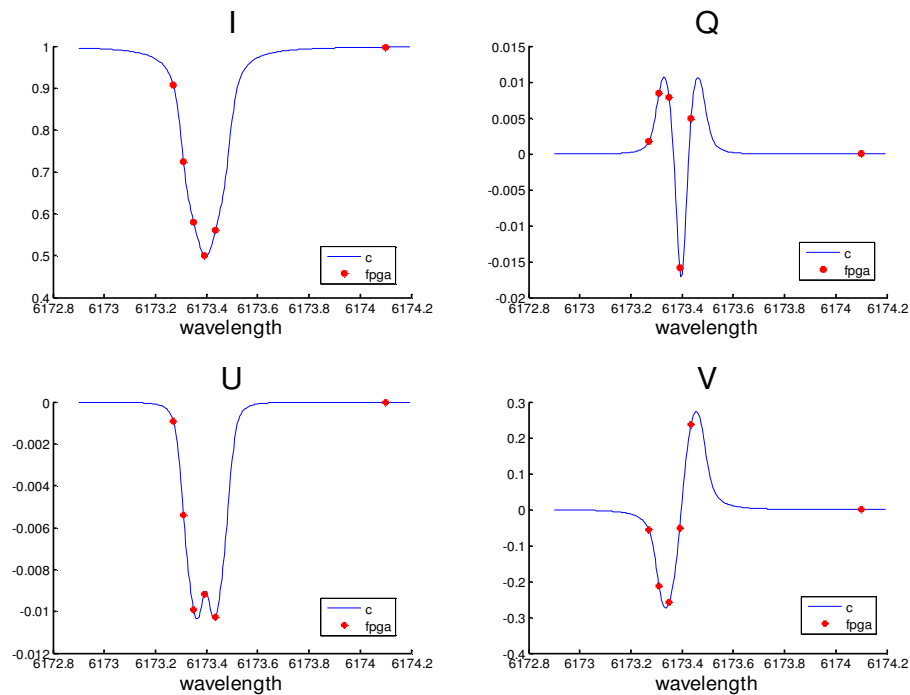 I
1
0.9
0.8
0.7
0.6
0.5
0.4
6172.8 6173 6173.2 6173.4 6173.6 6173.8 6174 6174.2
wavelength
c
fpga
Q
0.015
0.01
0.005
0
-0.005
-0.01
-0.015
-0.02
6172.8 6173 6173.2 6173.4 6173.6 6173.8 6174 6174.2
wavelength
c
fpga
U
0
-0.002
-0.004
-0.006
-0.008
-0.01
-0.012
6172.8 6173 6173.2 6173.4 6173.6 6173.8 6174 6174.2
wavelength
c
fpga
V
0.3
0.2
0.1
0
-0.1
-0.2
-0.3
-0.4
6172.8 6173 6173.2 6173.4 6173.6 6173.8 6174 6174.2
wavelength
c
fpga